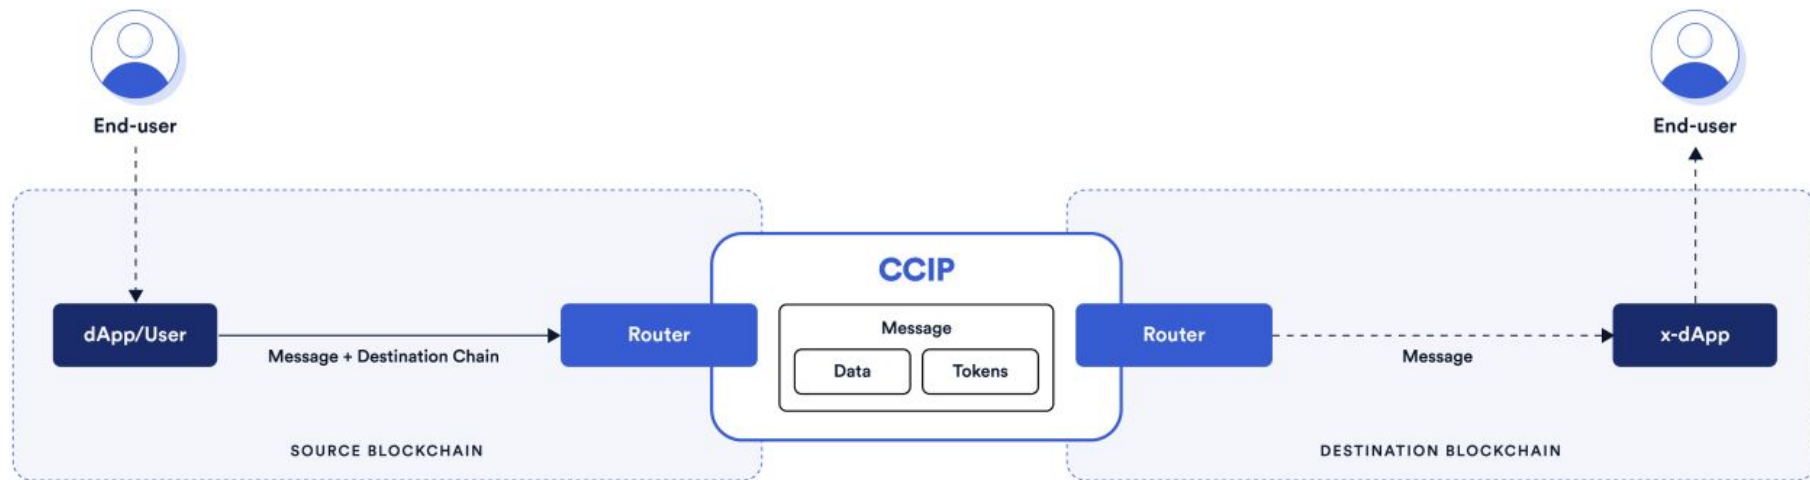 End-user
End-user
dApp/User
Message + Destination Chain
Router
CCIP
Message
Data
Tokens
Router
Message
x-dApp
SOURCE BLOCKCHAIN
DESTINATION BLOCKCHAIN